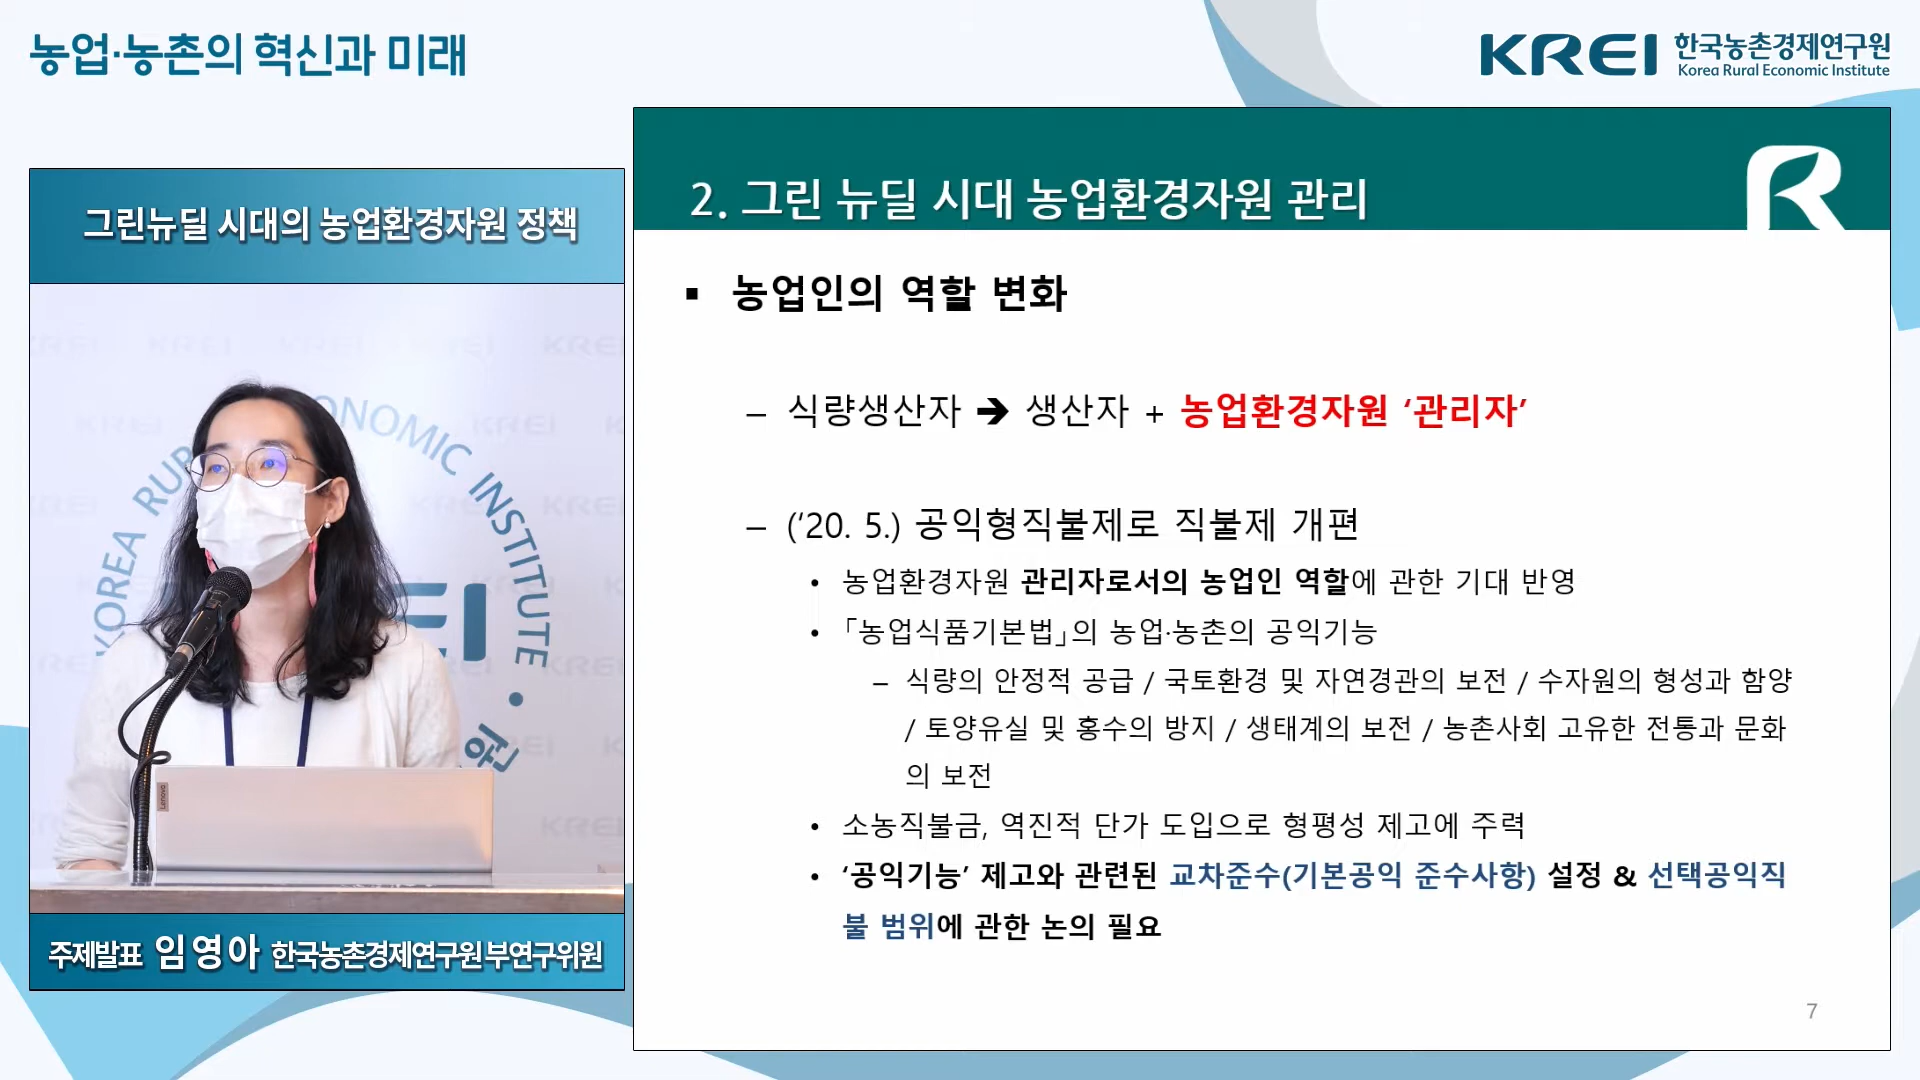 농업·농촌의 혁신과 미래
KREI 한국농촌경제연구원
Korea Rural Economic Institute
그린뉴딜 시대의 농업환경자원 정책
KOREA RUR
ONOMIC INSTITUTE
원
EI
KREI
Lenovo
주제발표 임영아 한국농촌경제연구원 부연구위원
2. 그린 뉴딜 시대 농업환경자원 관리
▪ 농업인의 역할 변화
– 식량생산자 ➔ 생산자 + 농업환경자원 ‘관리자’
– (‘20. 5.) 공익형직불제로 직불제 개편
• 농업환경자원 관리자로서의 농업인 역할에 관한 기대 반영
• 「농업식품기본법」의 농업·농촌의 공익기능
– 식량의 안정적 공급 / 국토환경 및 자연경관의 보전 / 수자원의 형성과 함양
/ 토양유실 및 홍수의 방지 / 생태계의 보전 / 농촌사회 고유한 전통과 문화
의 보전
• 소농직불금, 역진적 단가 도입으로 형평성 제고에 주력
• ‘공익기능’ 제고와 관련된 교차준수(기본공익 준수사항) 설정 & 선택공익직
불 범위에 관한 논의 필요
7